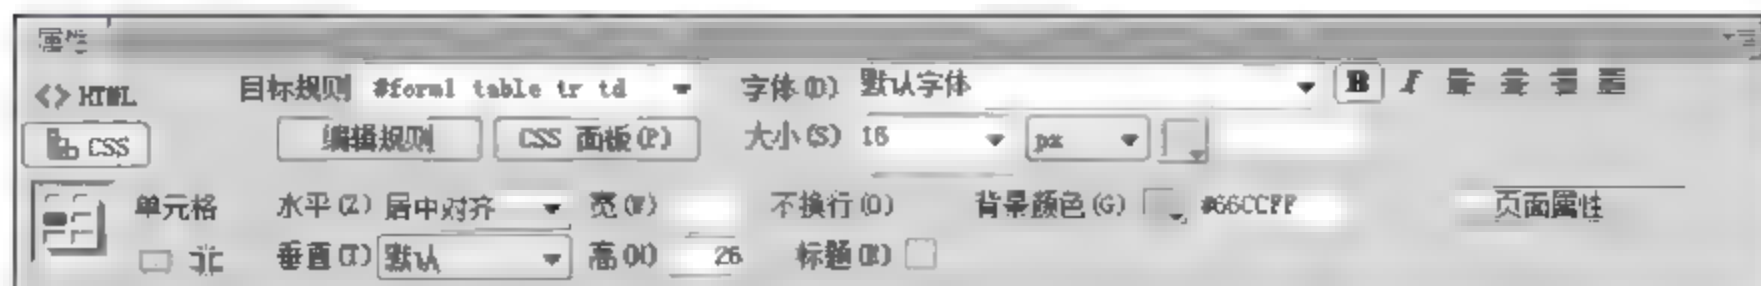 属性
<> HTML 目标规则 #form1 table tr td 字体(D) 默认字体 B I
CSS 编辑规则 CSS 面板(P) 大小(S) 16 px
单元格 水平(Z) 居中对齐 宽(W) 不换行(O) 背景颜色(G) #66CCFF 页面属性
垂直(T) 默认 高(H) 26 标题(E)